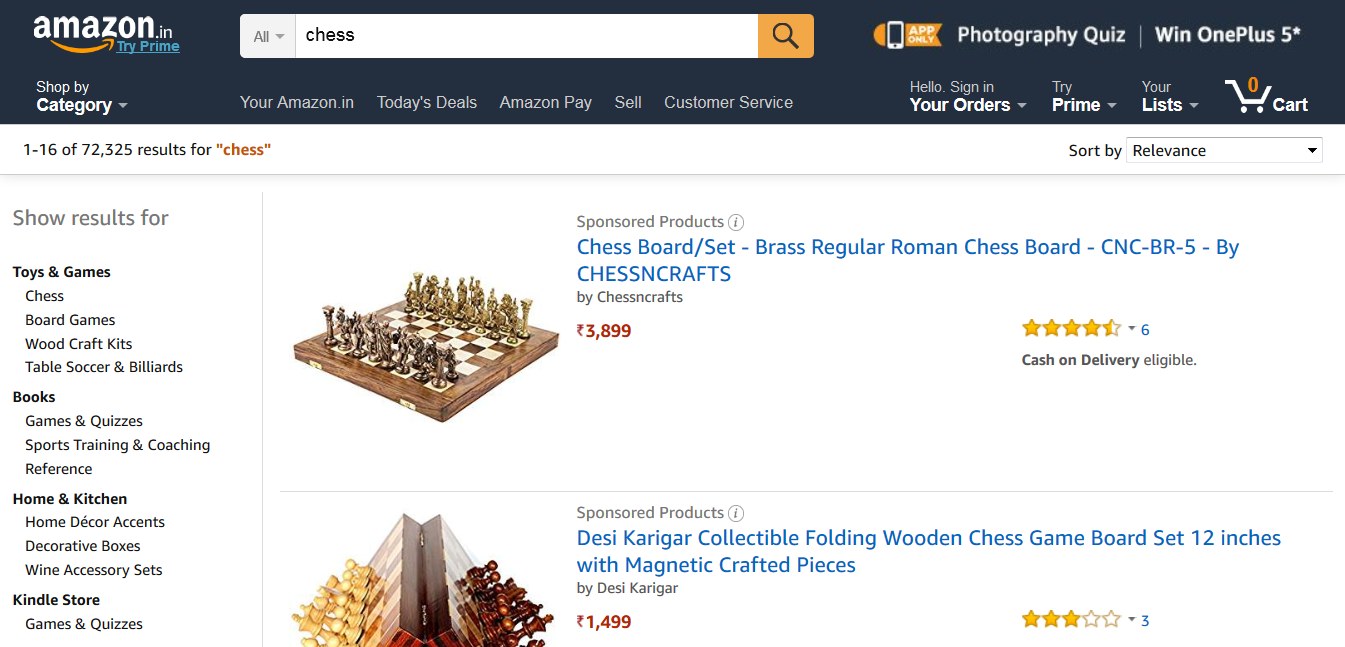 amazon.in
Try Prime
All
chess
APP ONLY
Photography Quiz | Win OnePlus 5*
Shop by
Category
Your Amazon.in
Today's Deals
Amazon Pay
Sell
Customer Service
Hello. Sign in
Your Orders
Try
Prime
Your
Lists
0
Cart
1-16 of 72,325 results for "chess"
Sort by Relevance
Show results for
Toys & Games
Chess
Board Games
Wood Craft Kits
Table Soccer & Billiards
Books
Games & Quizzes
Sports Training & Coaching
Reference
Home & Kitchen
Home Décor Accents
Decorative Boxes
Wine Accessory Sets
Kindle Store
Games & Quizzes
Sponsored Products i
Chess Board/Set - Brass Regular Roman Chess Board - CNC-BR-5 - By
CHESSNCRAFTS
by Chessncrafts
₹3,899
6
Cash on Delivery eligible.
Sponsored Products i
Desi Karigar Collectible Folding Wooden Chess Game Board Set 12 inches
with Magnetic Crafted Pieces
by Desi Karigar
₹1,499
3